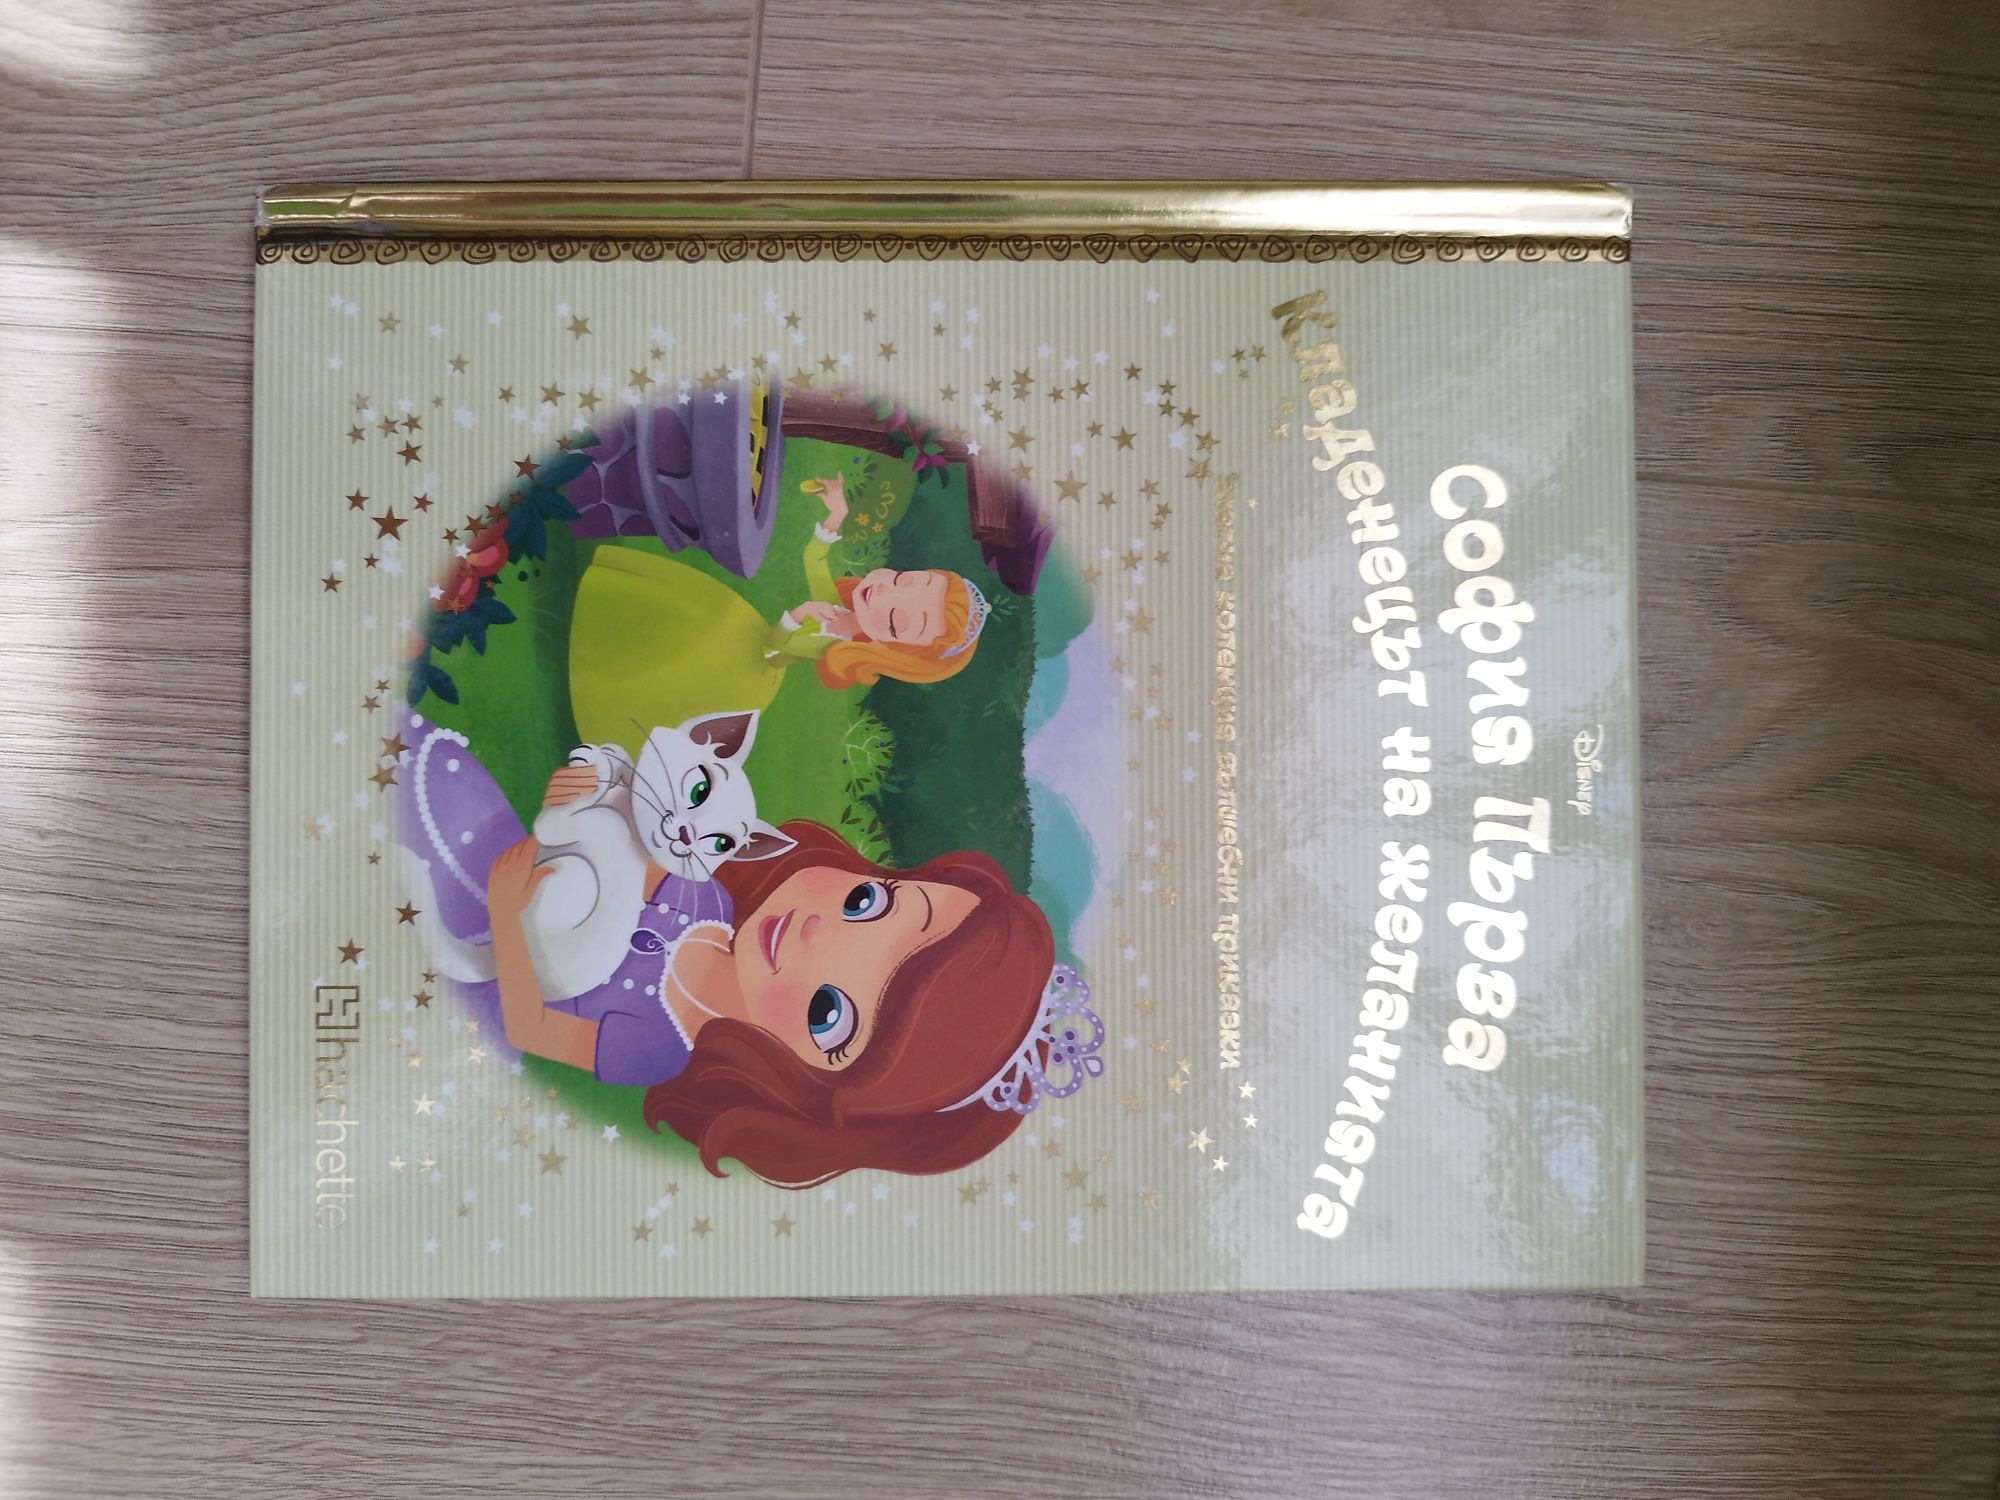 Disney
София Първа
Кладенецът на желанията
Златна колекция вълшебни приказки
hachette